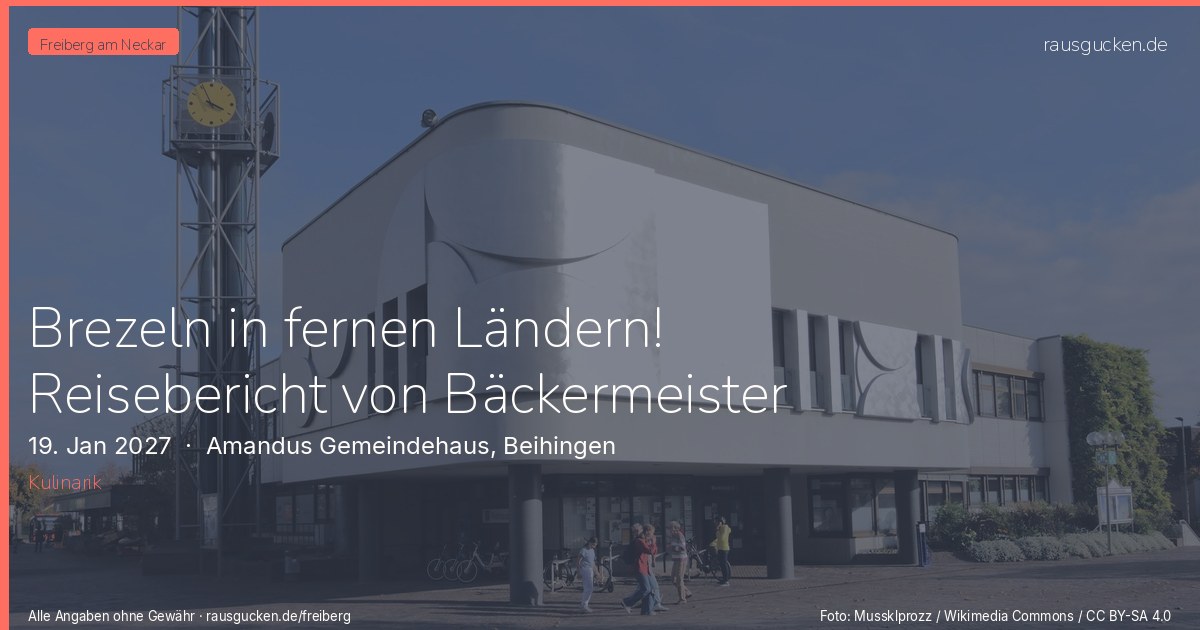 Freiberg am Neckar
rausgucken.de
Brezeln in fernen Ländern!
Reisebericht von Bäckermeister
19. Jan 2027 · Amandus Gemeindehaus, Beihingen
Kulinarik
Alle Angaben ohne Gewähr · rausgucken.de/freiberg
Foto: Mussklprozz / Wikimedia Commons / CC BY-SA 4.0